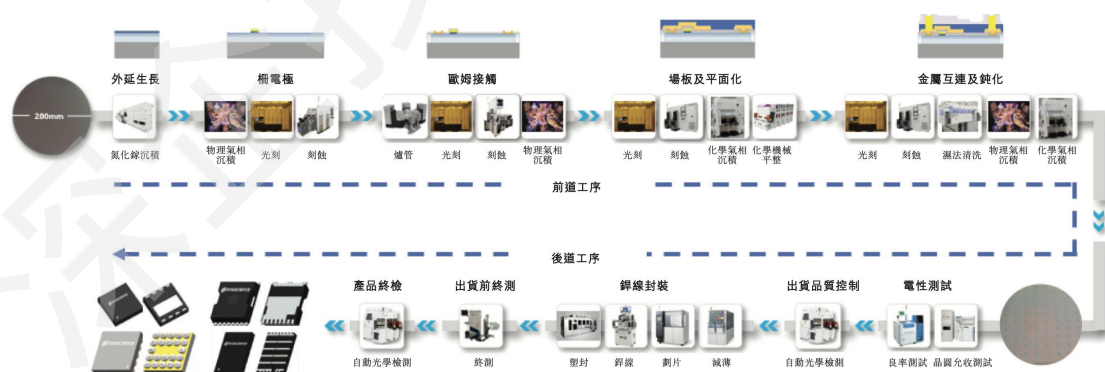 外延生長
柵電極
歐姆接觸
場板及平面化
金屬互連及鈍化
200mm
氮化鎵沉積
物理氣相
沉積
光刻
刻蝕
爐管
光刻
刻蝕
物理氣相
沉積
光刻
刻蝕
化學氣相
沉積
化學機械
平整
光刻
刻蝕
濕法清洗
物理氣相
沉積
化學氣相
沉積
前道工序
後道工序
產品終檢
出貨前終測
銲線封裝
出貨品質控制
電性測試
自動光學檢測
終測
塑封
銲線
劃片
減薄
自動光學檢測
良率測試
晶圓允收測試